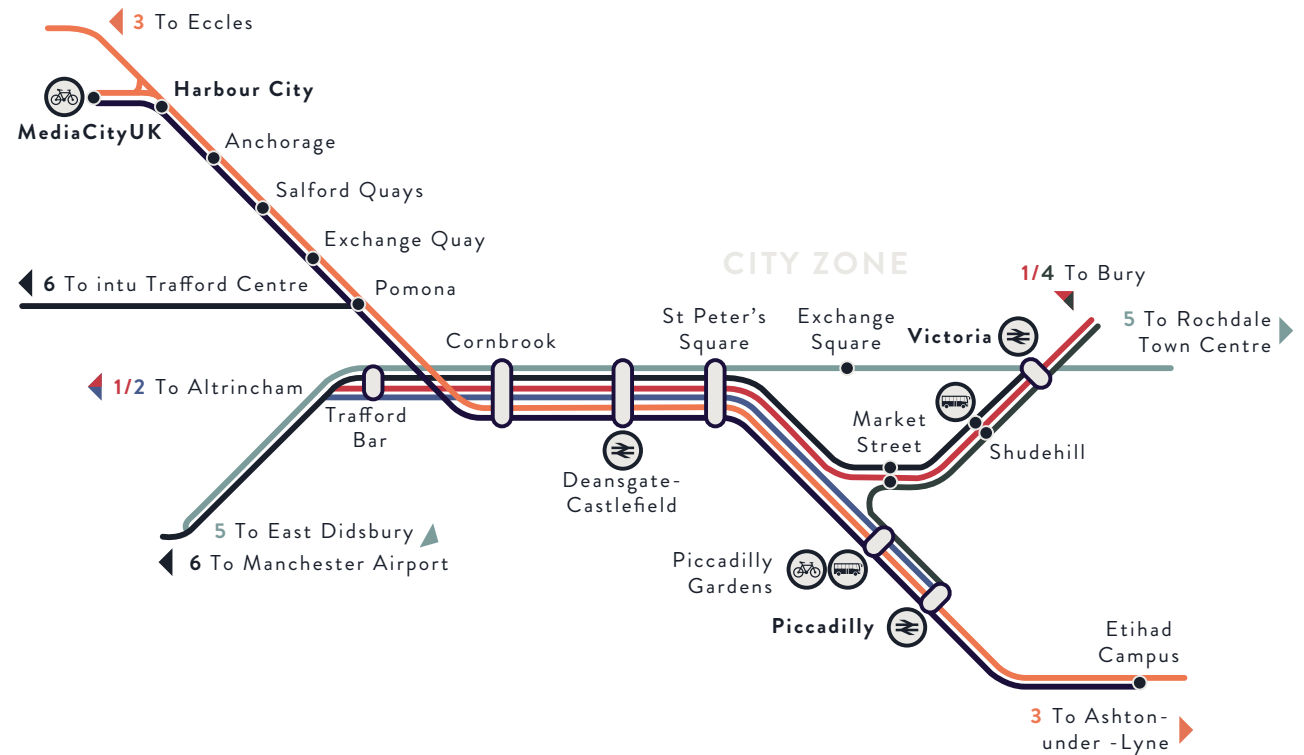 3 To Eccles
Harbour City
MediaCityUK
Anchorage
Salford Quays
Exchange Quay
6 To intu Trafford Centre
Pomona
CITY ZONE
1/4 To Bury
St Peter's
Square
Exchange
Square
Victoria
5 To Rochdale
Town Centre
Cornbrook
1/2 To Altrincham
Trafford
Bar
Market
Street
Shudehill
Deansgate-
Castlefield
5 To East Didsbury
6 To Manchester Airport
Piccadilly
Gardens
Piccadilly
Etihad
Campus
3 To Ashton-
under -Lyne